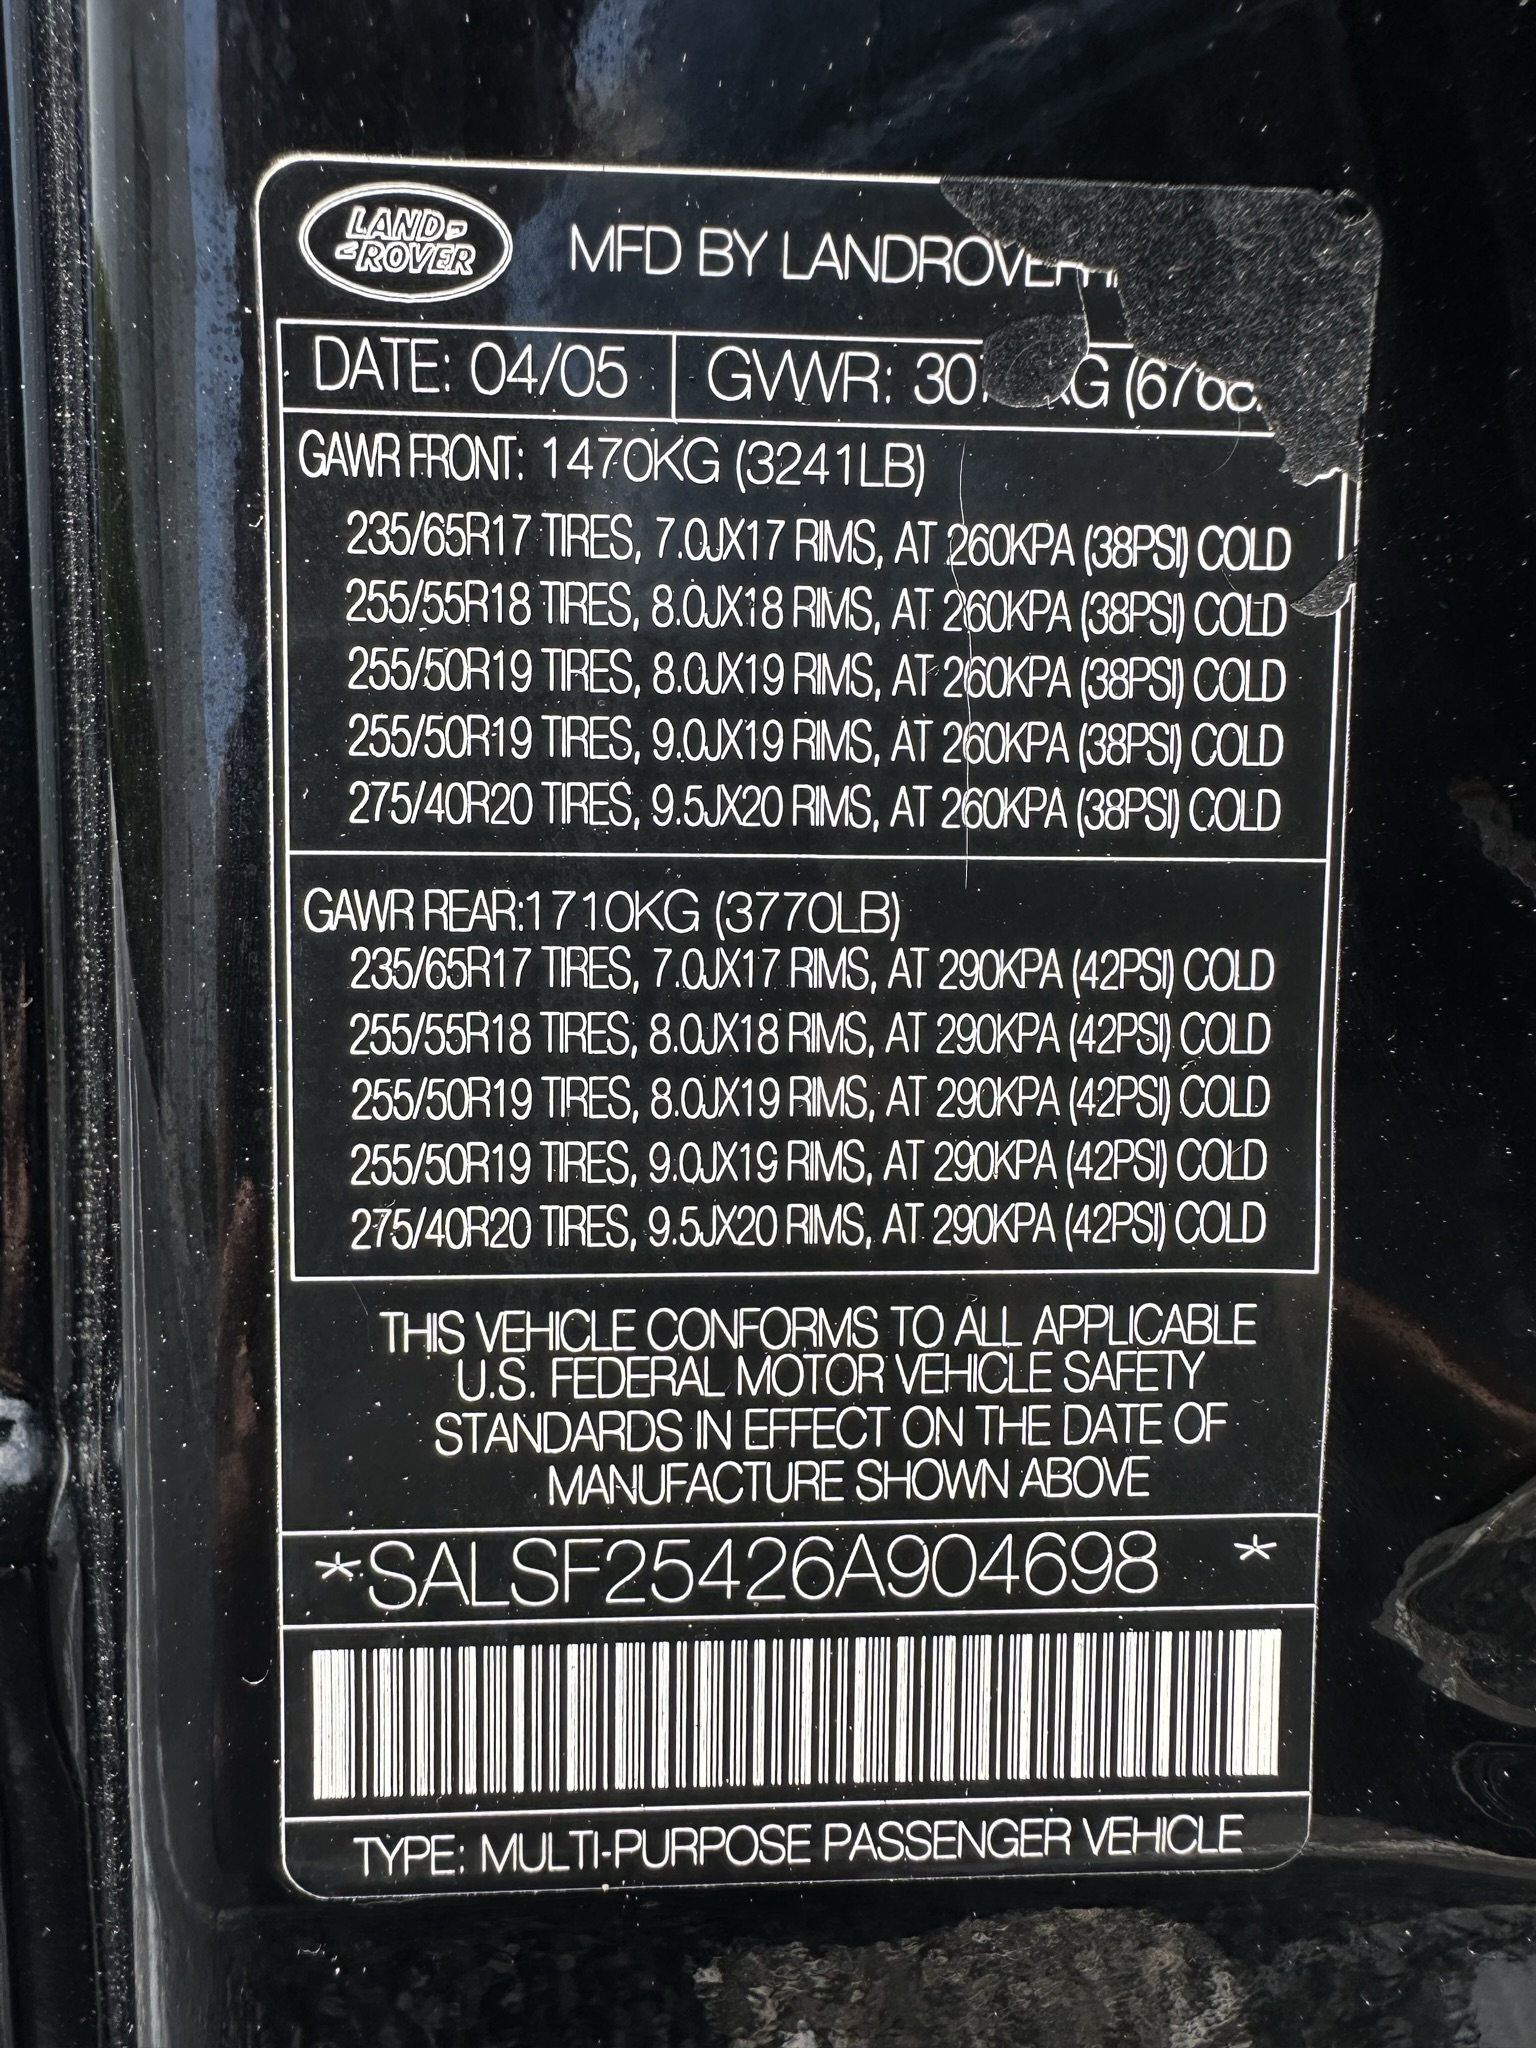 LAND
ROVER
MFD BY LANDROVER
DATE: 04/05
GVWR:
GAWR FRONT: 1470KG (3241LB)
235/65R17 TIRES, 7.0JX17 RIMS, AT 260KPA (38PSI) COLD
255/55R18 TIRES, 8.0JX18 RIMS, AT 260KPA (38PSI) COLD
255/50R19 TIRES, 8.0JX19 RIMS, AT 260KPA (38PSI) COLD
255/50R19 TIRES, 9.0JX19 RIMS, AT 260KPA (38PSI) COLD
275/40R20 TIRES, 9.5JX20 RIMS, AT 260KPA (38PSI) COLD
GAWR REAR:1710KG (3770LB)
235/65R17 TIRES, 7.0JX17 RIMS, AT 290KPA (42PSI) COLD
255/55R18 TIRES, 8.0JX18 RIMS, AT 290KPA (42PSI) COLD
255/50R19 TIRES, 8.0JX19 RIMS, AT 290KPA (42PSI) COLD
255/50R19 TIRES, 9.0JX19 RIMS, AT 290KPA (42PSI) COLD
275/40R20 TIRES, 9.5JX20 RIMS, AT 290KPA (42PSI) COLD
THIS VEHICLE CONFORMS TO ALL APPLICABLE
U.S. FEDERAL MOTOR VEHICLE SAFETY
STANDARDS IN EFFECT ON THE DATE OF
MANUFACTURE SHOWN ABOVE
*SALSF25426A904698 *
TYPE: MULTI-PURPOSE PASSENGER VEHICLE